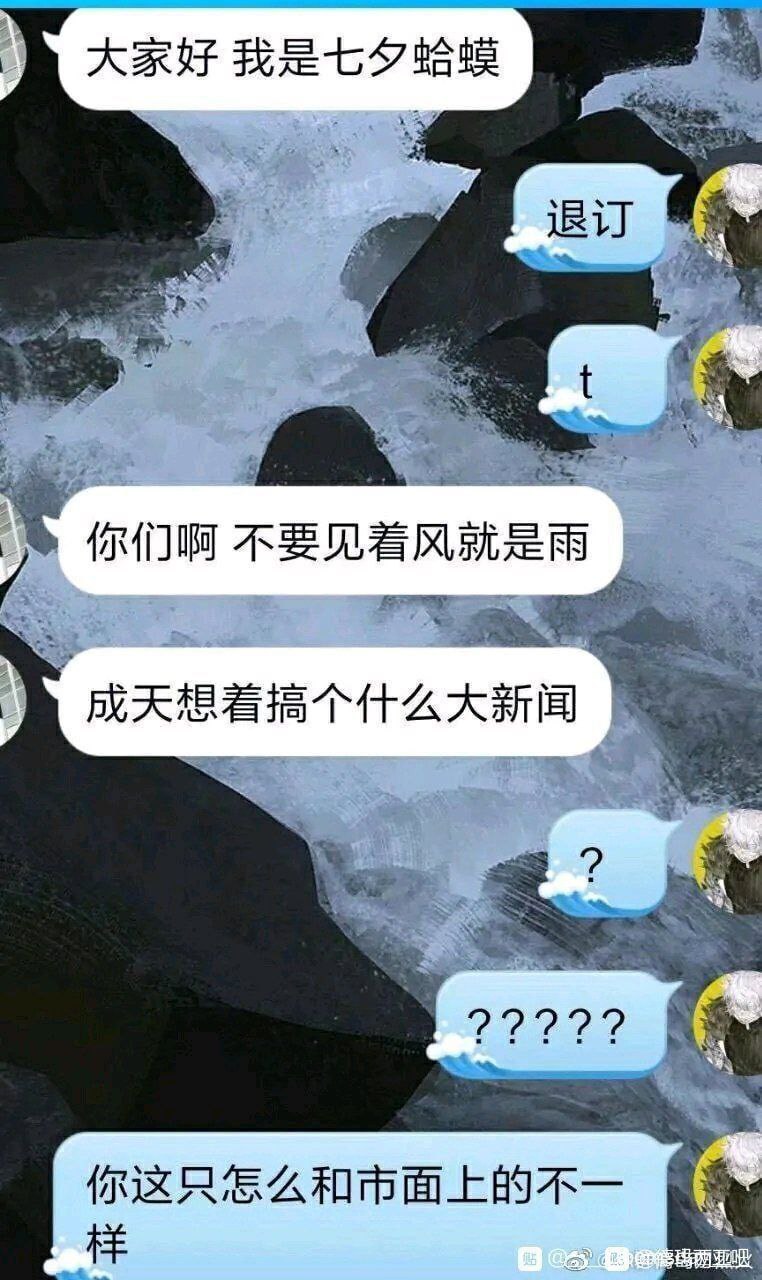 大家好 我是七夕蛤蟆
退订
t
你们啊 不要见着风就是雨
成天想着搞个什么大新闻
?
?????
你这只怎么和市面上的不一
样
贴
贴